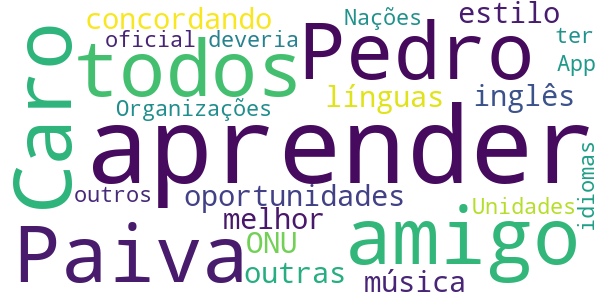 concordando
Nações
estilo
oficial
deveria
ter
todos
Pedro
App
Caro
Organizações
línguas
inglês
aprender
idiomas
outros
oportunidades
Unidades
melhor
Paiva
ONU
amigo
outras
música